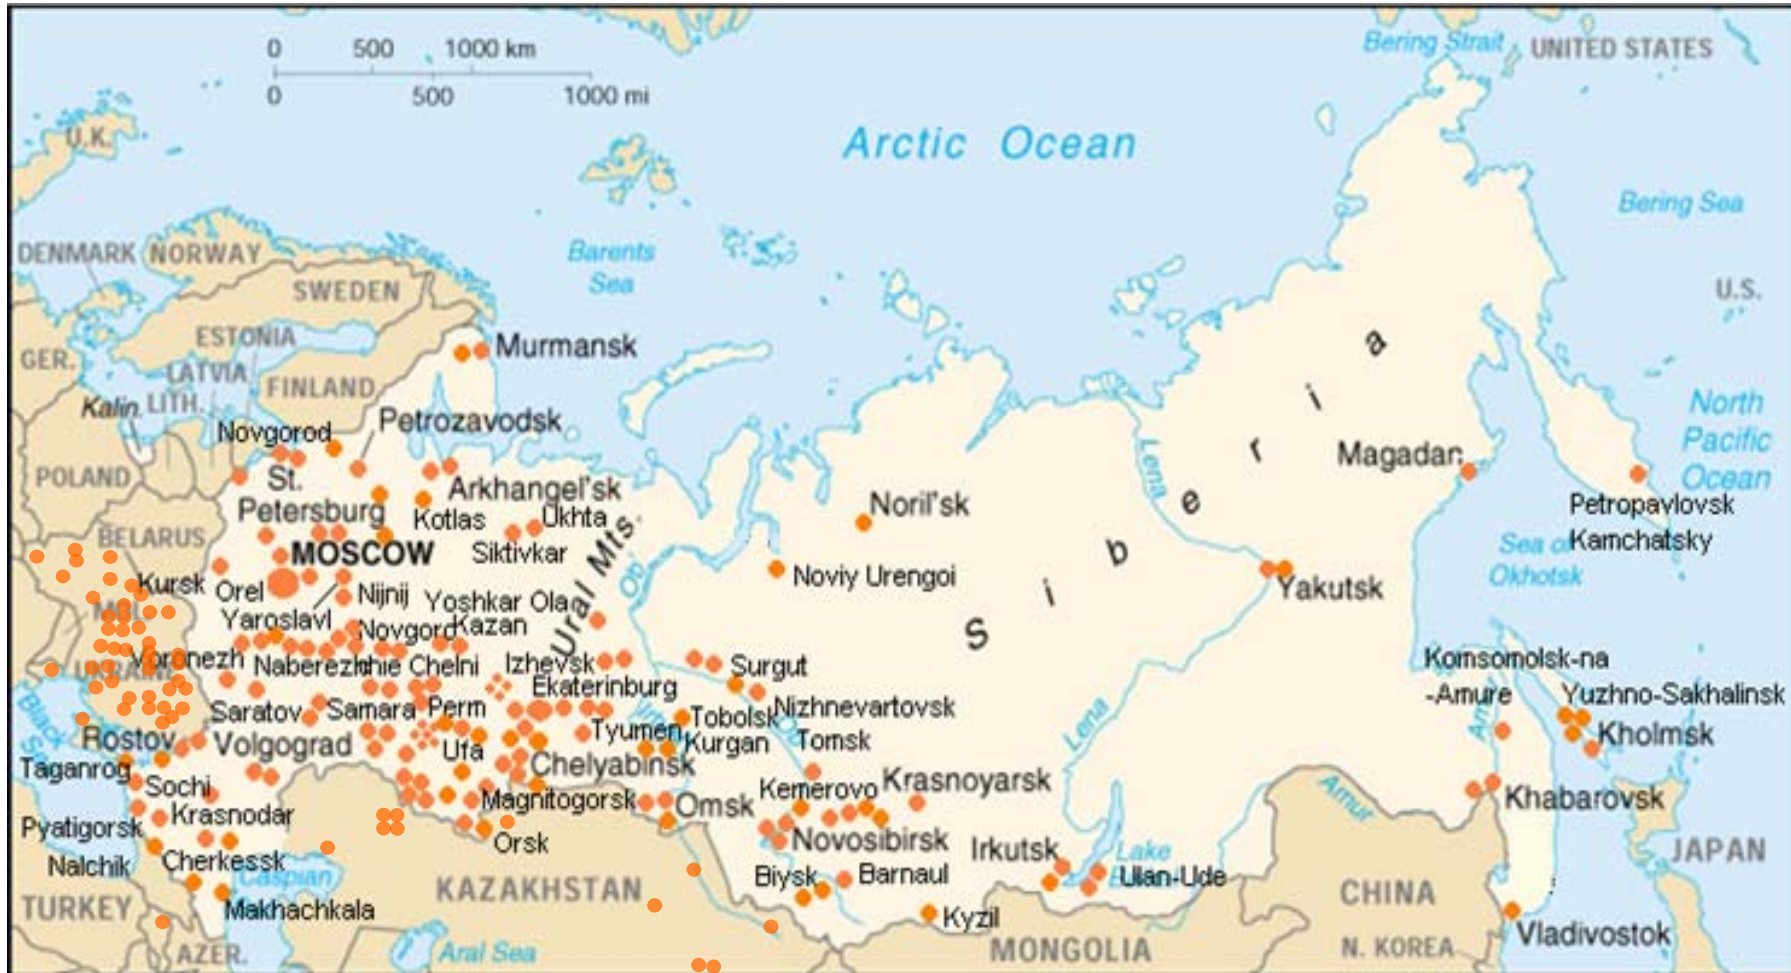 0 500 1000 km
0 500 1000 mi
Bering Strait
UNITED STATES
U.K.
Arctic Ocean
Bering Sea
DENMARK
NORWAY
Barents
Sea
SWEDEN
U.S.
ESTONIA
GER.
LATVIA
FINLAND
Murmansk
Kalin.
LITH.
Petrozavodsk
Novgorod
North
Pacific
Ocean
S i b e r i a
Lena
Magadan
POLAND
St.
Petersburg
Arkhangel'sk
Kotlas
Ukhta
Noril'sk
Petropavlovsk
Kamchatsky
BELARUS
MOSCOW
Siktivkar
Ural Mts.
Ob
Sea of
Okhotsk
Kursk
Orel
Nijnij
Novgord
Yoshkar Ola
Noviy Urengoi
Yakutsk
Yaroslavl
Kazan
UKRAINE
Voronezh
Naberezhnie Chelni
Izhevsk
Surgut
Komsomolsk-na
-Amure
Ekaterinburg
Yuzhno-Sakhalinsk
Saratov
Samara
Perm
Tobolsk
Nizhnevartovsk
Lena
Black
Rostov
Volgograd
Ufa
Tyumen
Kurgan
Tomsk
Kholmsk
Taganrog
Chelyabinsk
Sochi
Kemerovo
Krasnoyarsk
Amur
Khabarovsk
Magnitogorsk
Omsk
Krasnodar
Pyatigorsk
Orsk
Novosibirsk
Irkutsk
Lake
JAPAN
Nalchik
Cherkessk
Caspian
KAZAKHSTAN
Biysk
Barnaul
Ulan-Ude
CHINA
TURKEY
Makhachkala
Kyzil
Vladivostok
AZER.
Aral Sea
MONGOLIA
N. KOREA